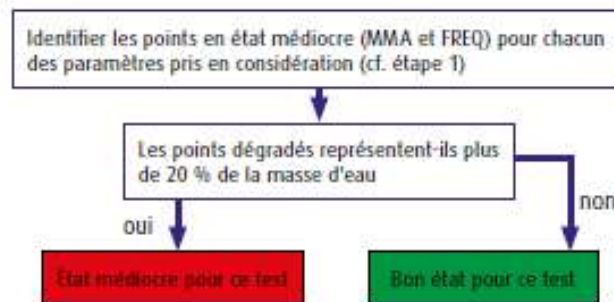 Identifier les points en état médiocre (MMA et FREQ) pour chacun
des paramètres pris en considération (cf. étape 1)
Les points dégradés représentent-ils plus
de 20 % de la masse d'eau
oui
non
Etat médiocre pour ce test
Bon état pour ce test